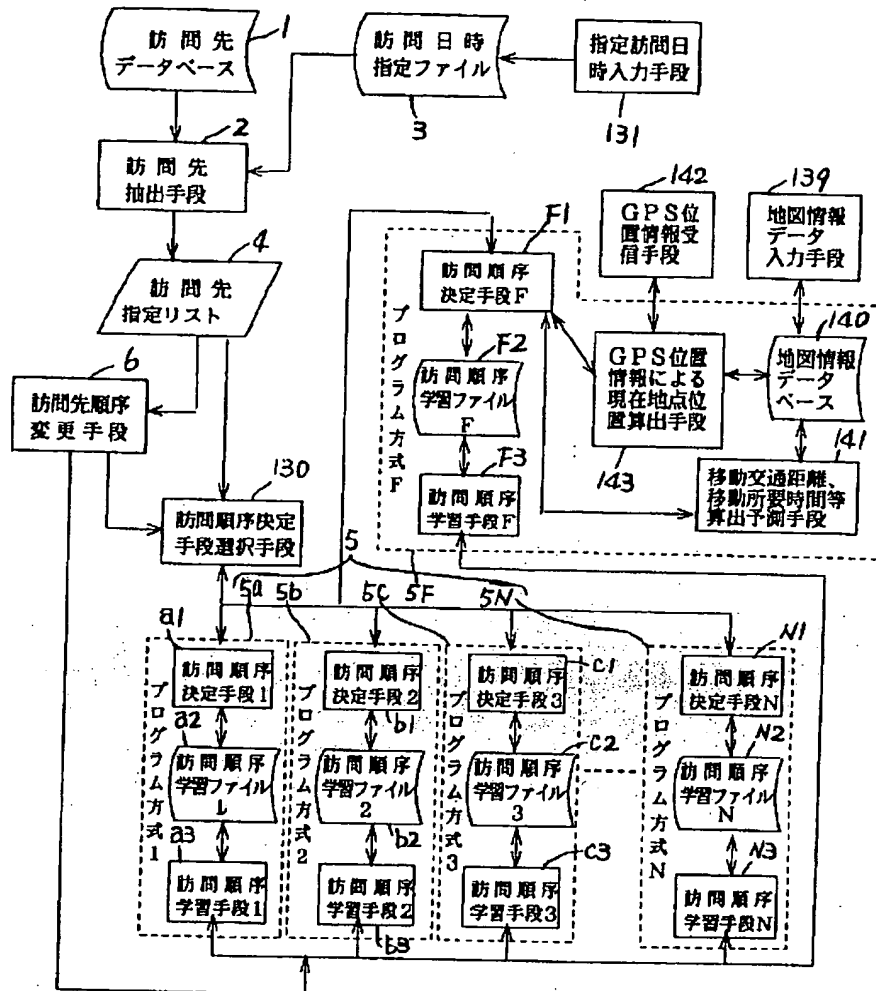 1
訪問先
データベース
訪問日時
指定ファイル
3
指定訪問日
時入力手段
131
2
訪問先
抽出手段
142
GPS位
置情報受
信手段
139
地図情報
データ
入力手段
4
訪問先
指定リスト
F1
訪問順序
決定手段F
プログラム方式F
F2
訪問順序
学習ファイル
F
F3
訪問順序
学習手段F
GPS位置
情報による
現在地点位
置算出手段
143
140
地図情報
データ
ベース
141
移動交通距離、
移動所要時間等
算出予測手段
6
訪問先順序
変更手段
130
訪問順序決定
手段選択手段
5
5a
5b
5c
5F
5N
a1
訪問順序
決定手段1
a2
訪問順序
学習ファイル
1
a3
訪問順序
学習手段1
プログラム方式1
訪問順序
決定手段2
b1
訪問順序
学習ファイル
2
b2
訪問順序
学習手段2
b3
プログラム方式2
c1
訪問順序
決定手段3
c2
訪問順序
学習ファイル
3
c3
訪問順序
学習手段3
プログラム方式3
N1
訪問順序
決定手段N
N2
訪問順序
学習ファイル
N
N3
訪問順序
学習手段N
プログラム方式N